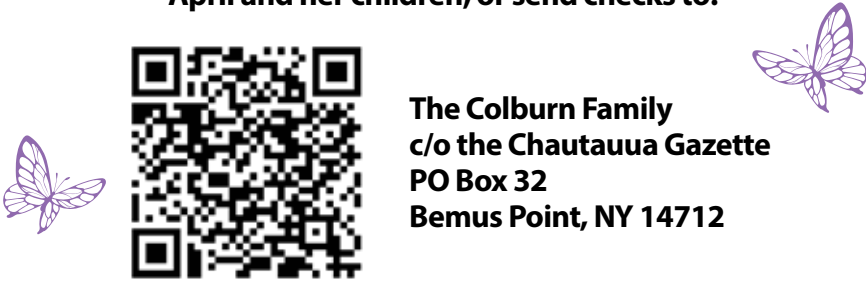 April and her children, or send checks to:
The Colburn Family
c/o the Chautauua Gazette
PO Box 32
Bemus Point, NY 14712